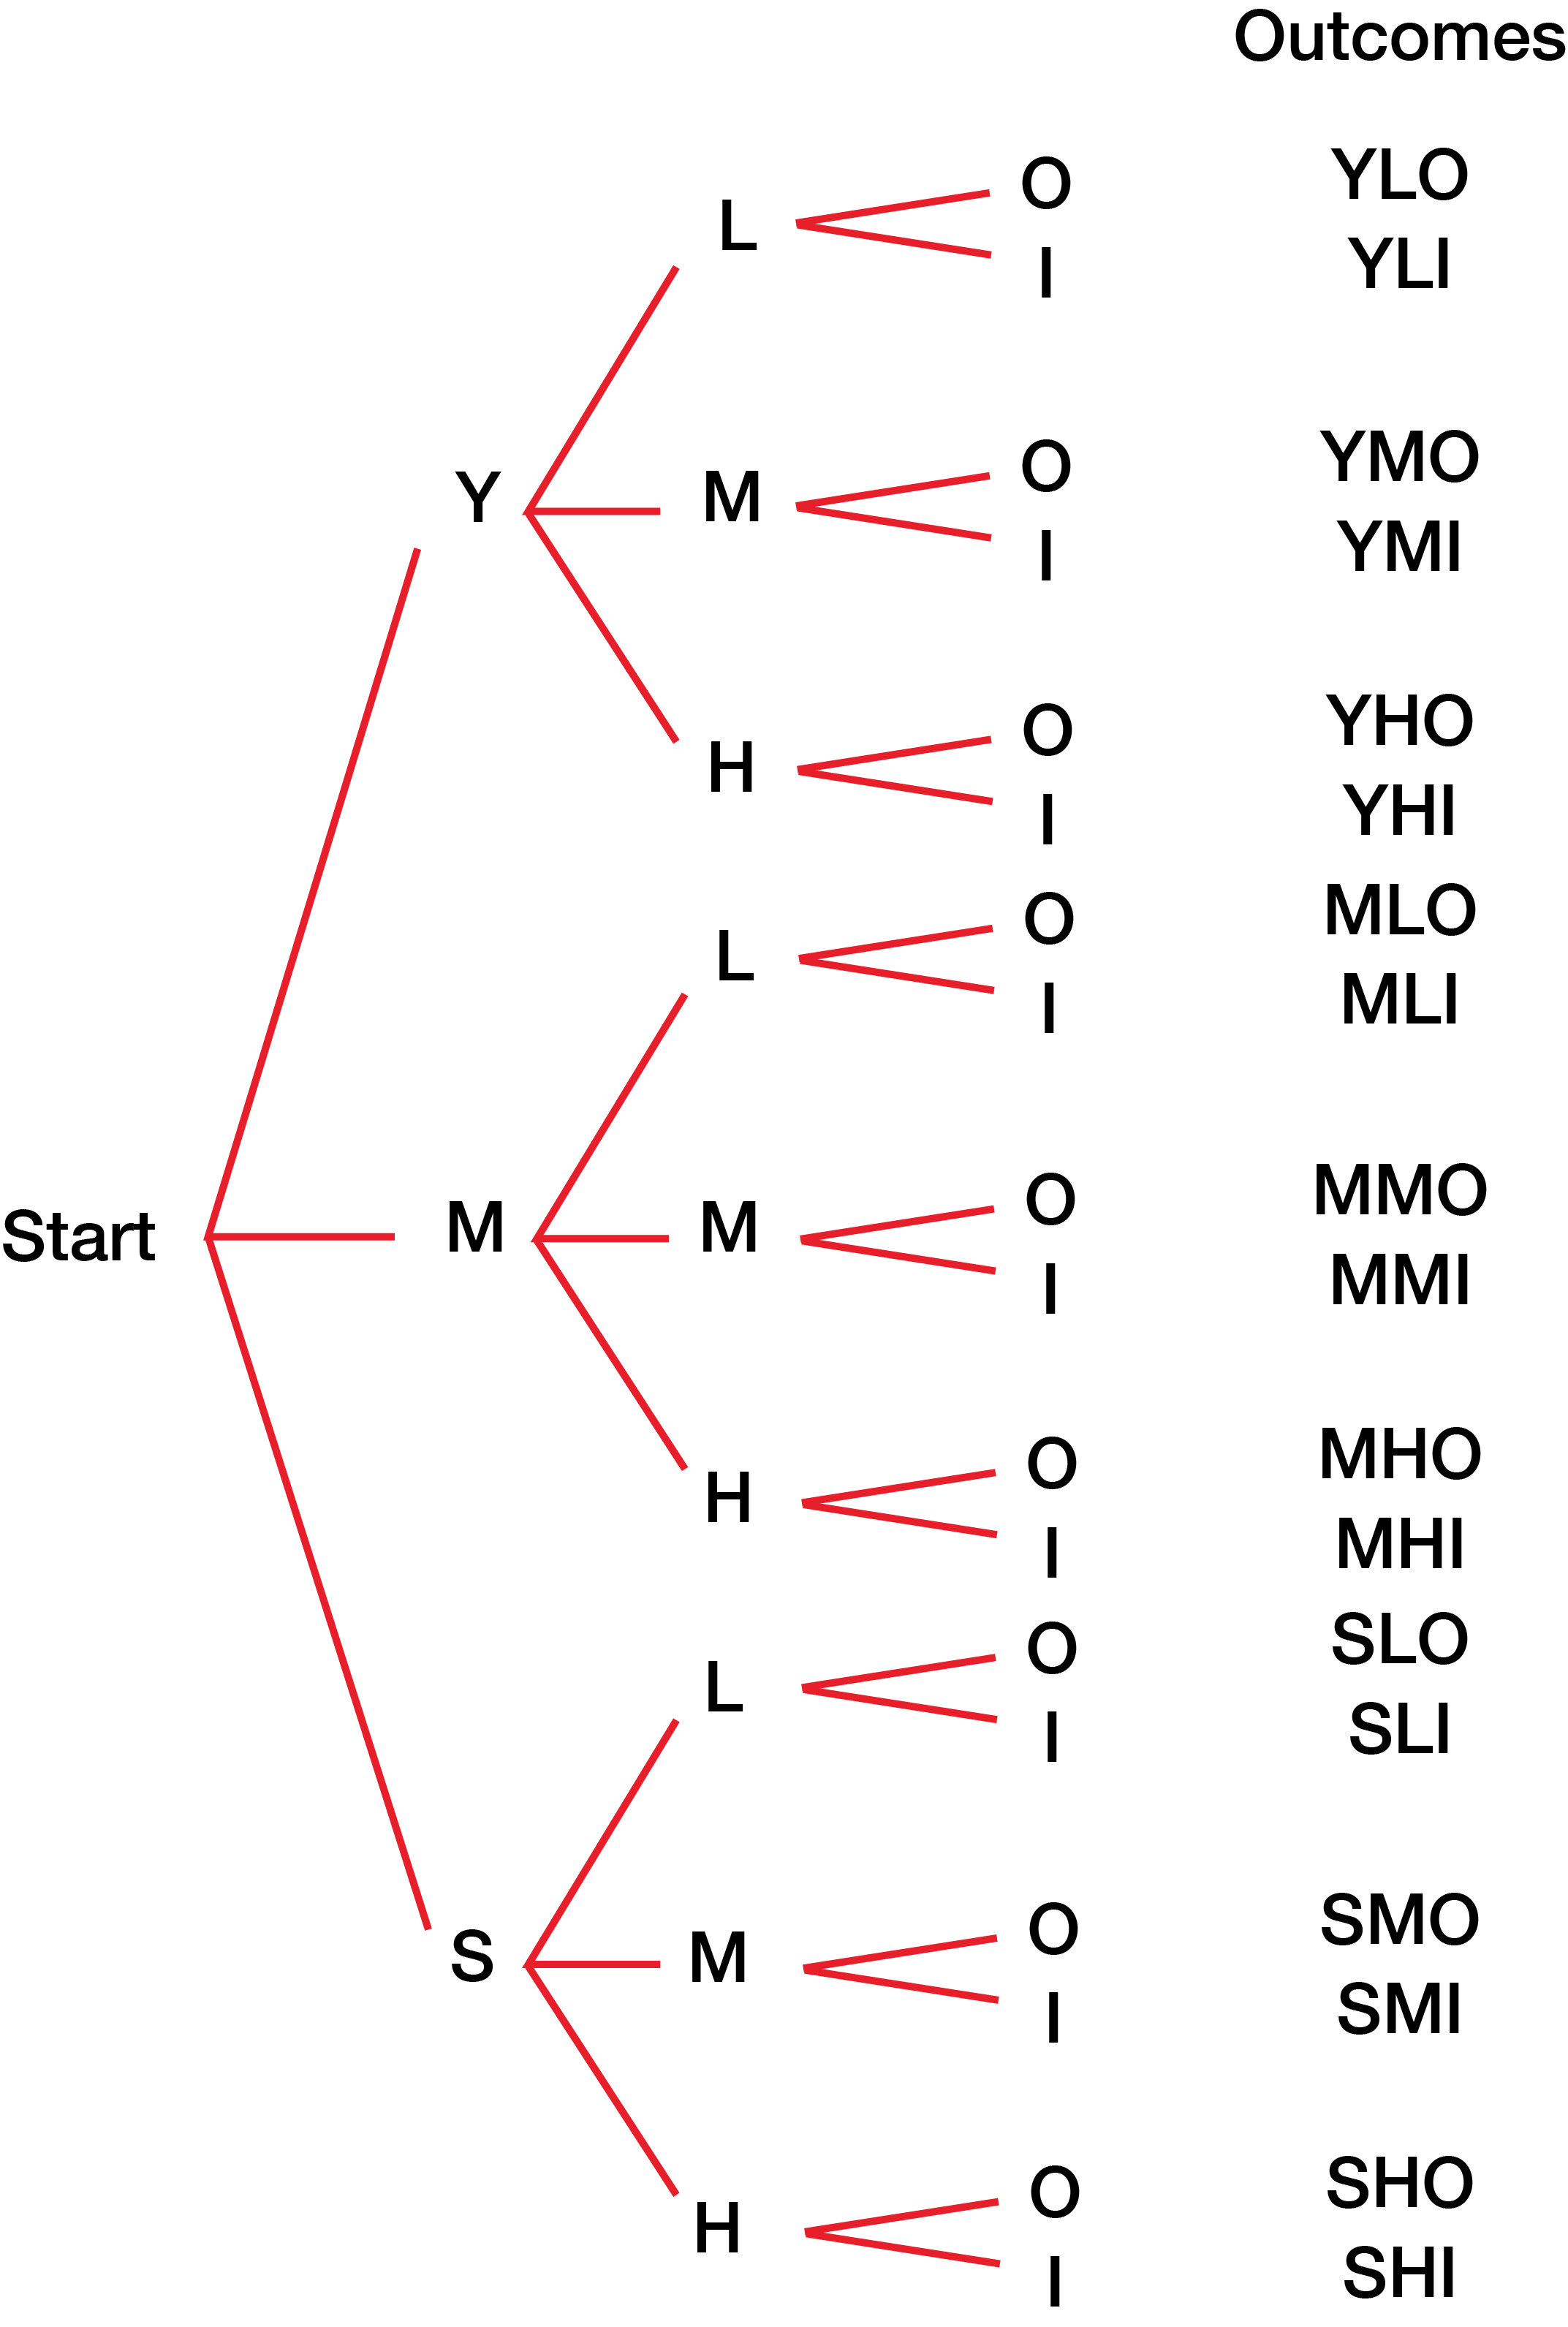 Outcomes
O YLO
L
I YLI
O YMO
Y M
I YMI
O YHO
H
I YHI
O MLO
L
I MLI
O MMO
Start M M
I MMI
O MHO
H
I MHI
O SLO
L
I SLI
O SMO
S M
I SMI
O SHO
H
I SHI